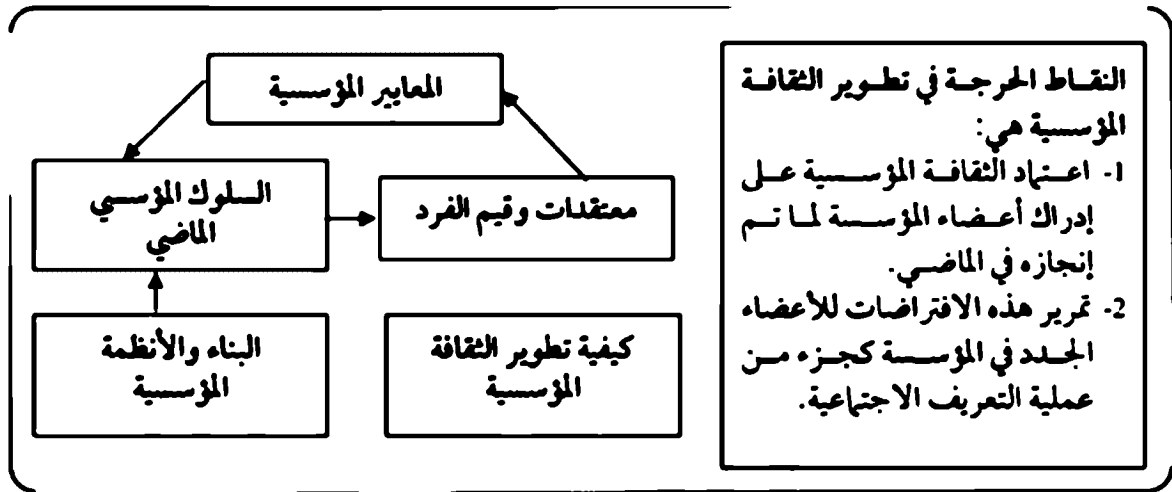 النقاط الحرجة في تطوير الثقافة
المؤسسية هي:
1- اعتماد الثقافة المؤسسية على
إدراك أعضاء المؤسسة لما تم
إنجازه في الماضي.
2- تمرير هذه الافتراضات للأعضاء
الجدد في المؤسسة كجزء من
عملية التعريف الاجتماعية.
المعايير المؤسسية
معتقدات وقيم الفرد
السلوك المؤسسي
الماضي
كيفية تطوير الثقافة
المؤسسية
البناء والأنظمة
المؤسسية